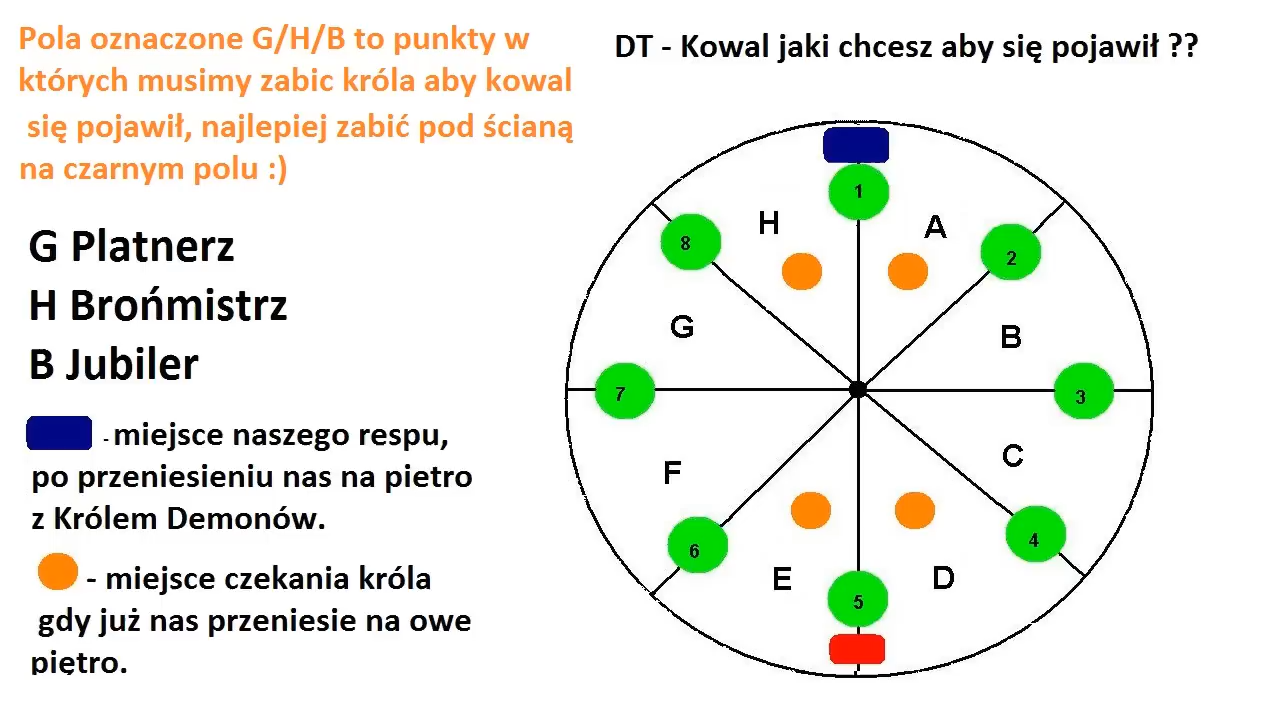 Pola oznaczone G/H/B to punkty w
których musimy zabic króla aby kowal
się pojawił, najlepiej zabić pod ścianą
na czarnym polu :)
DT - Kowal jaki chcesz aby się pojawił ??
G Platnerz
H Brońmistrz
B Jubiler
- miejsce naszego respu,
po przeniesieniu nas na pietro
z Królem Demonów.
- miejsce czekania króla
gdy już nas przeniesie na owe
piętro.
1
H
A
8
2
G
B
7
3
F
C
6
4
E
D
5